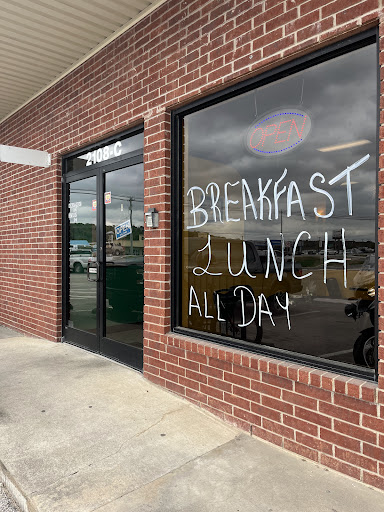 2108-C
OPEN
BREAKFAST
LUNCH
ALL DAY